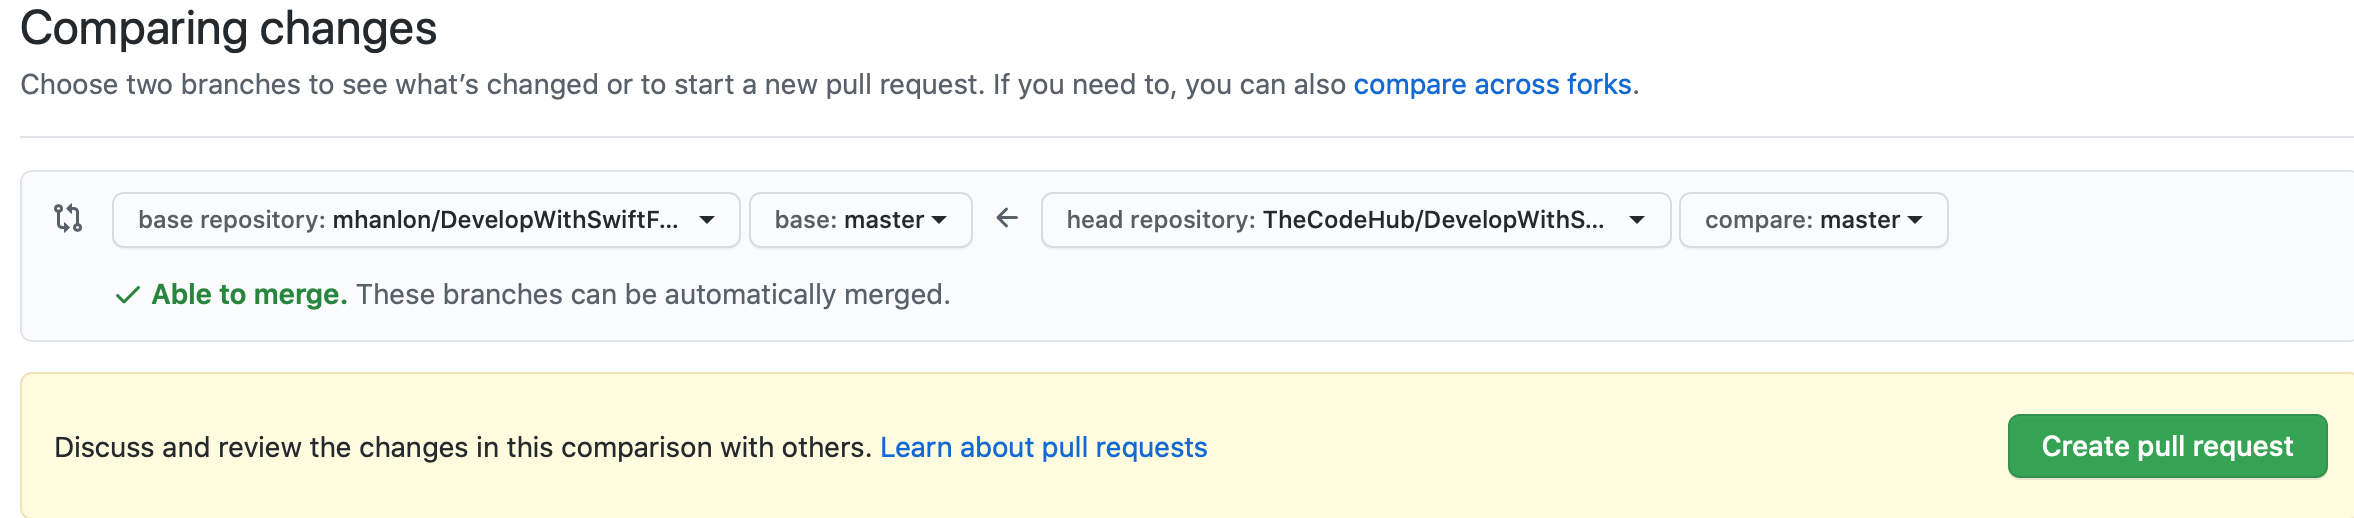 Comparing changes
Choose two branches to see what’s changed or to start a new pull request. If you need to, you can also compare across forks.
base repository: mhanlon/DevelopWithSwiftF... base: master head repository: TheCodeHub/DevelopWithS... compare: master
Able to merge. These branches can be automatically merged.
Discuss and review the changes in this comparison with others. Learn about pull requests
Create pull request